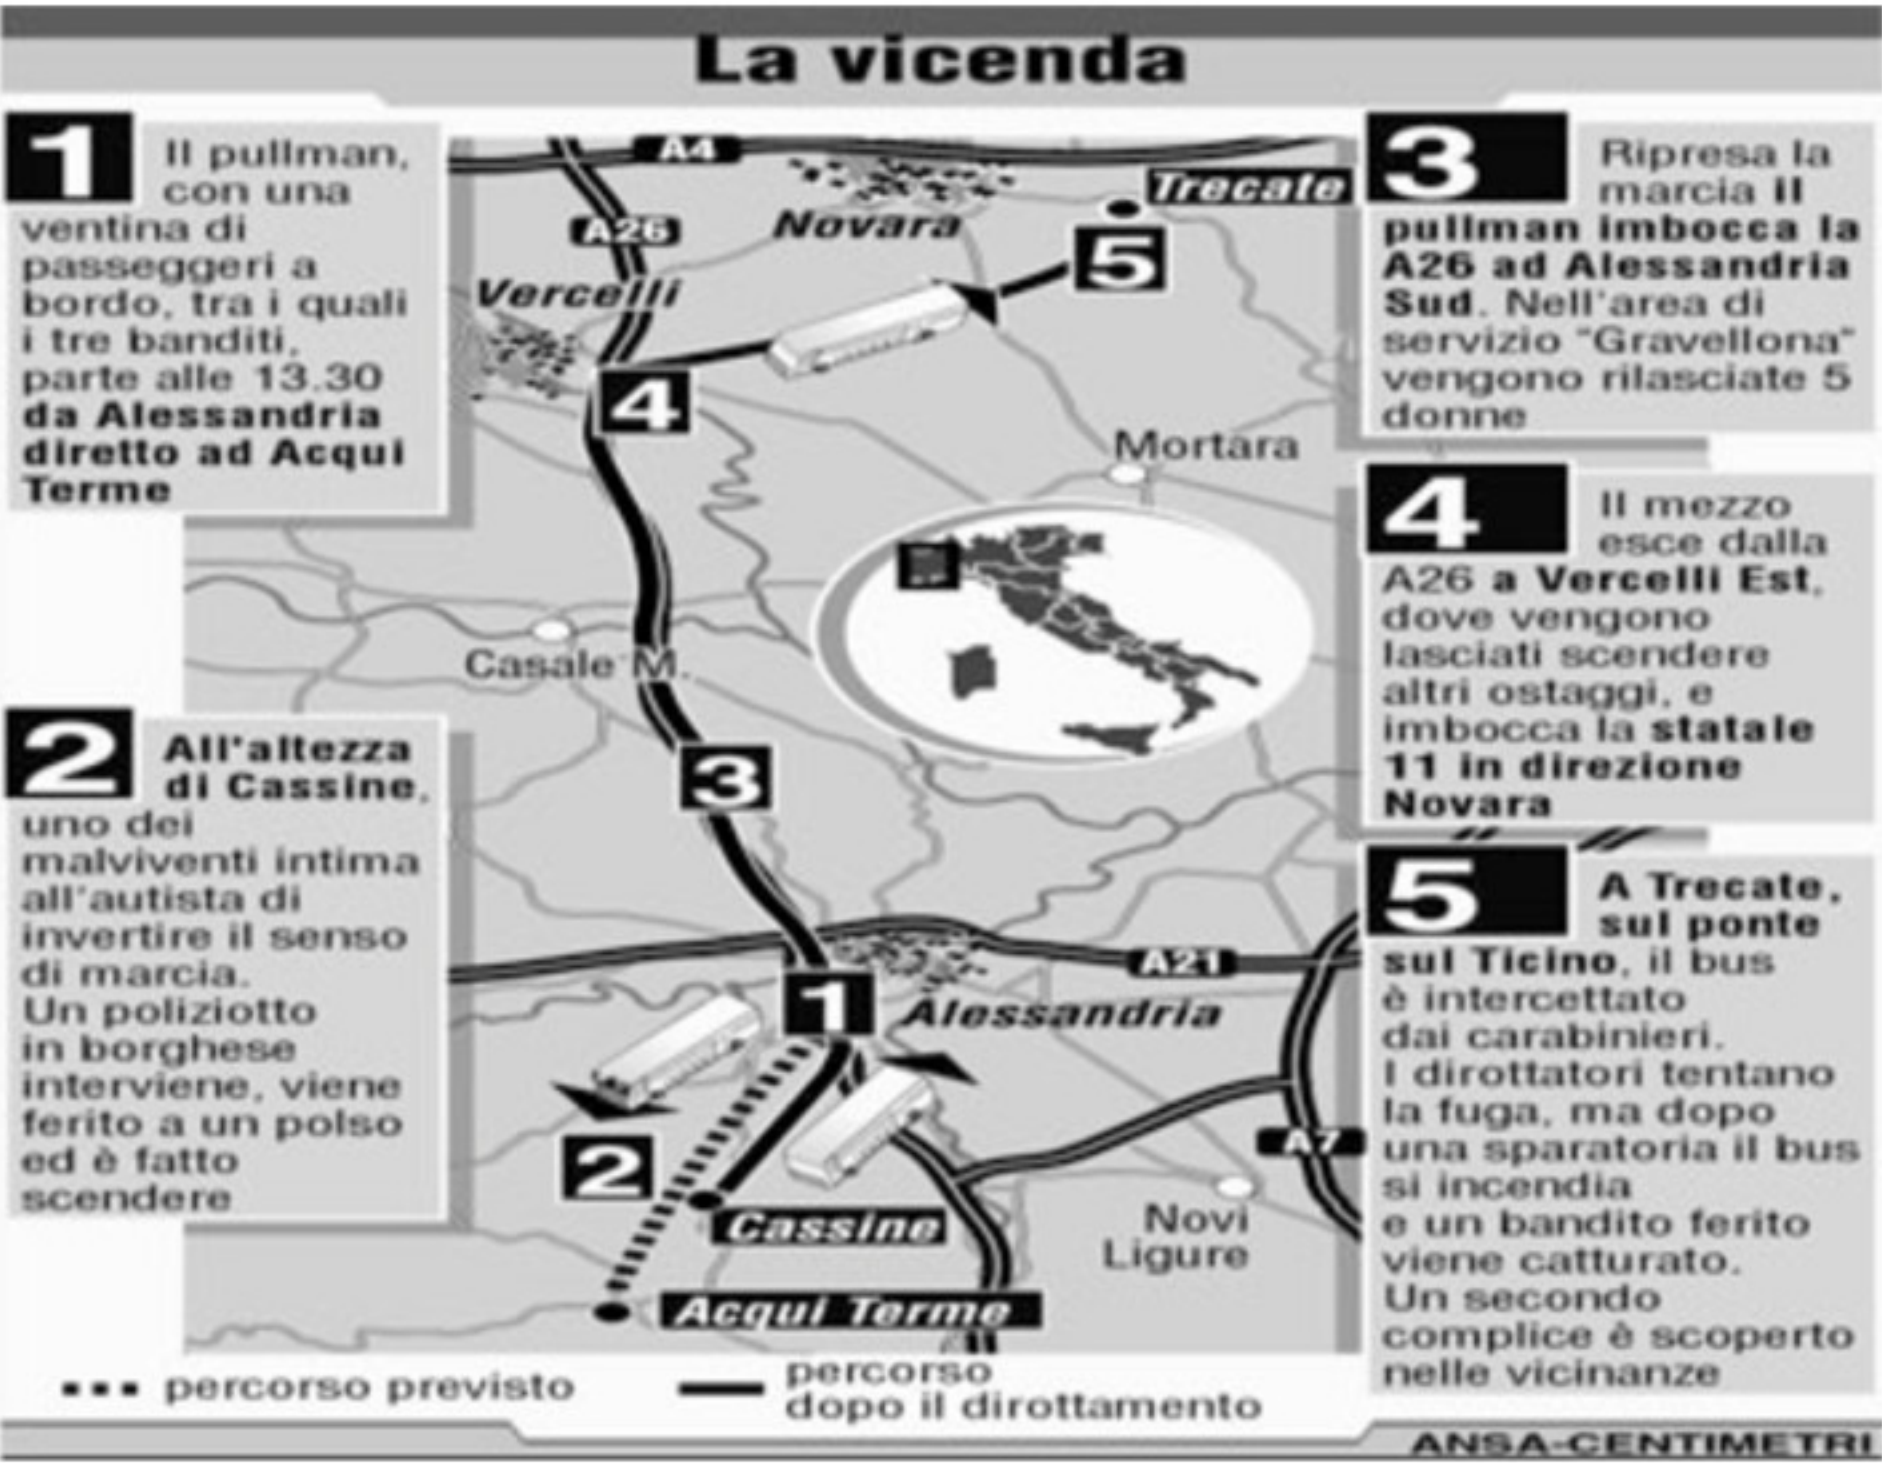 La vicenda
1
Il pullman,
con una
ventina di
passeggeri a
bordo, tra i quali
i tre banditi,
parte alle 13.30
da Alessandria
diretto ad Acqui
Terme
2
All'altezza
di Cassine,
uno dei
malviventi intima
all'autista di
invertire il senso
di marcia.
Un poliziotto
in borghese
interviene, viene
ferito a un polso
ed è fatto
scendere
A4
Trecate
Novara
A26
5
Vercelli
4
Mortara
Casale M.
3
A21
1
Alessandria
A7
2
Cassine
Novi
Ligure
Acqui Terme
3
Ripresa la
marcia il
pullman imbocca la
A26 ad Alessandria
Sud. Nell'area di
servizio "Gravellona"
vengono rilasciate 5
donne
4
Il mezzo
esce dalla
A26 a Vercelli Est,
dove vengono
lasciati scendere
altri ostaggi, e
imbocca la statale
11 in direzione
Novara
5
A Trecate,
sul ponte
sul Ticino, il bus
è intercettato
dai carabinieri.
I dirottatori tentano
la fuga, ma dopo
una sparatoria il bus
si incendia
e un bandito ferito
viene catturato.
Un secondo
complice è scoperto
nelle vicinanze
percorso previsto
percorso
dopo il dirottamento
ANSA-CENTIMETRI